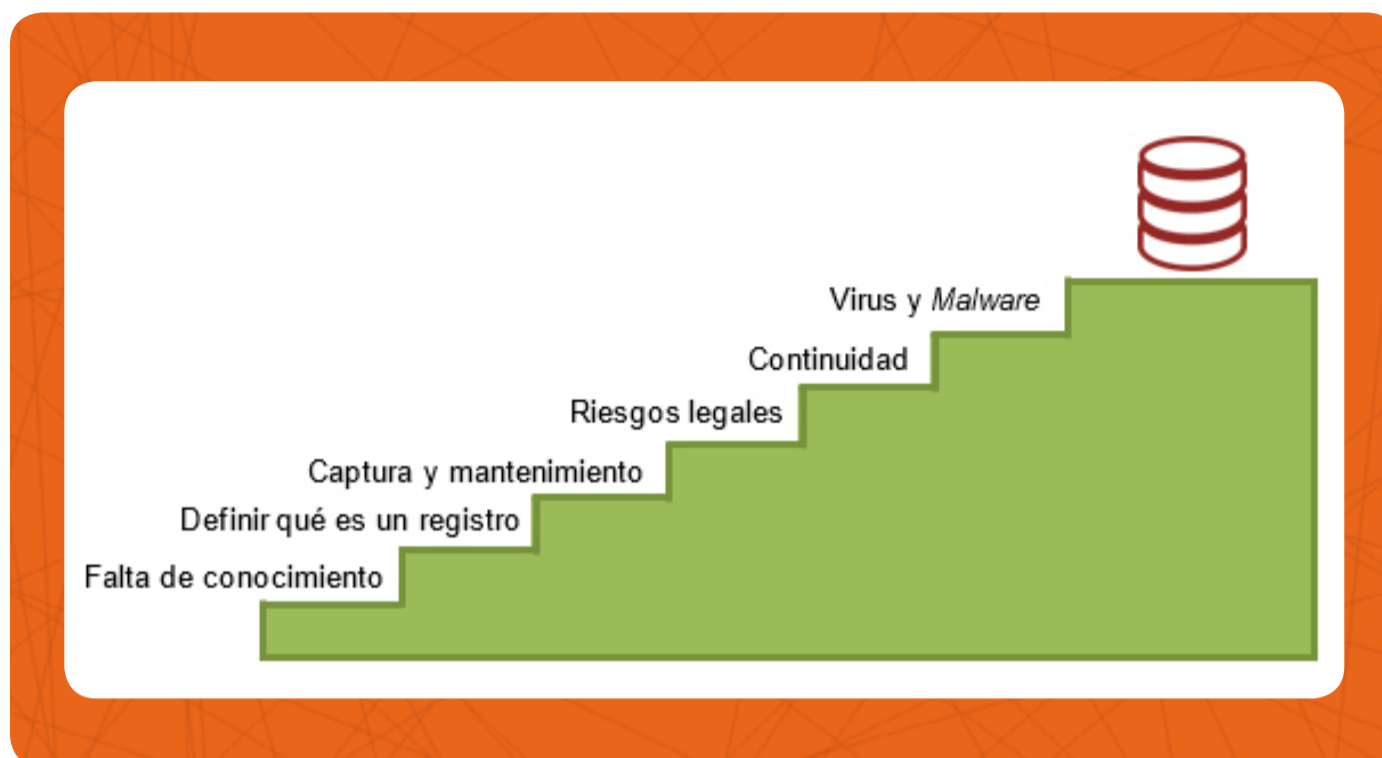 Virus y Malware
Continuidad
Riesgos legales
Captura y mantenimiento
Definir qué es un registro
Falta de conocimiento